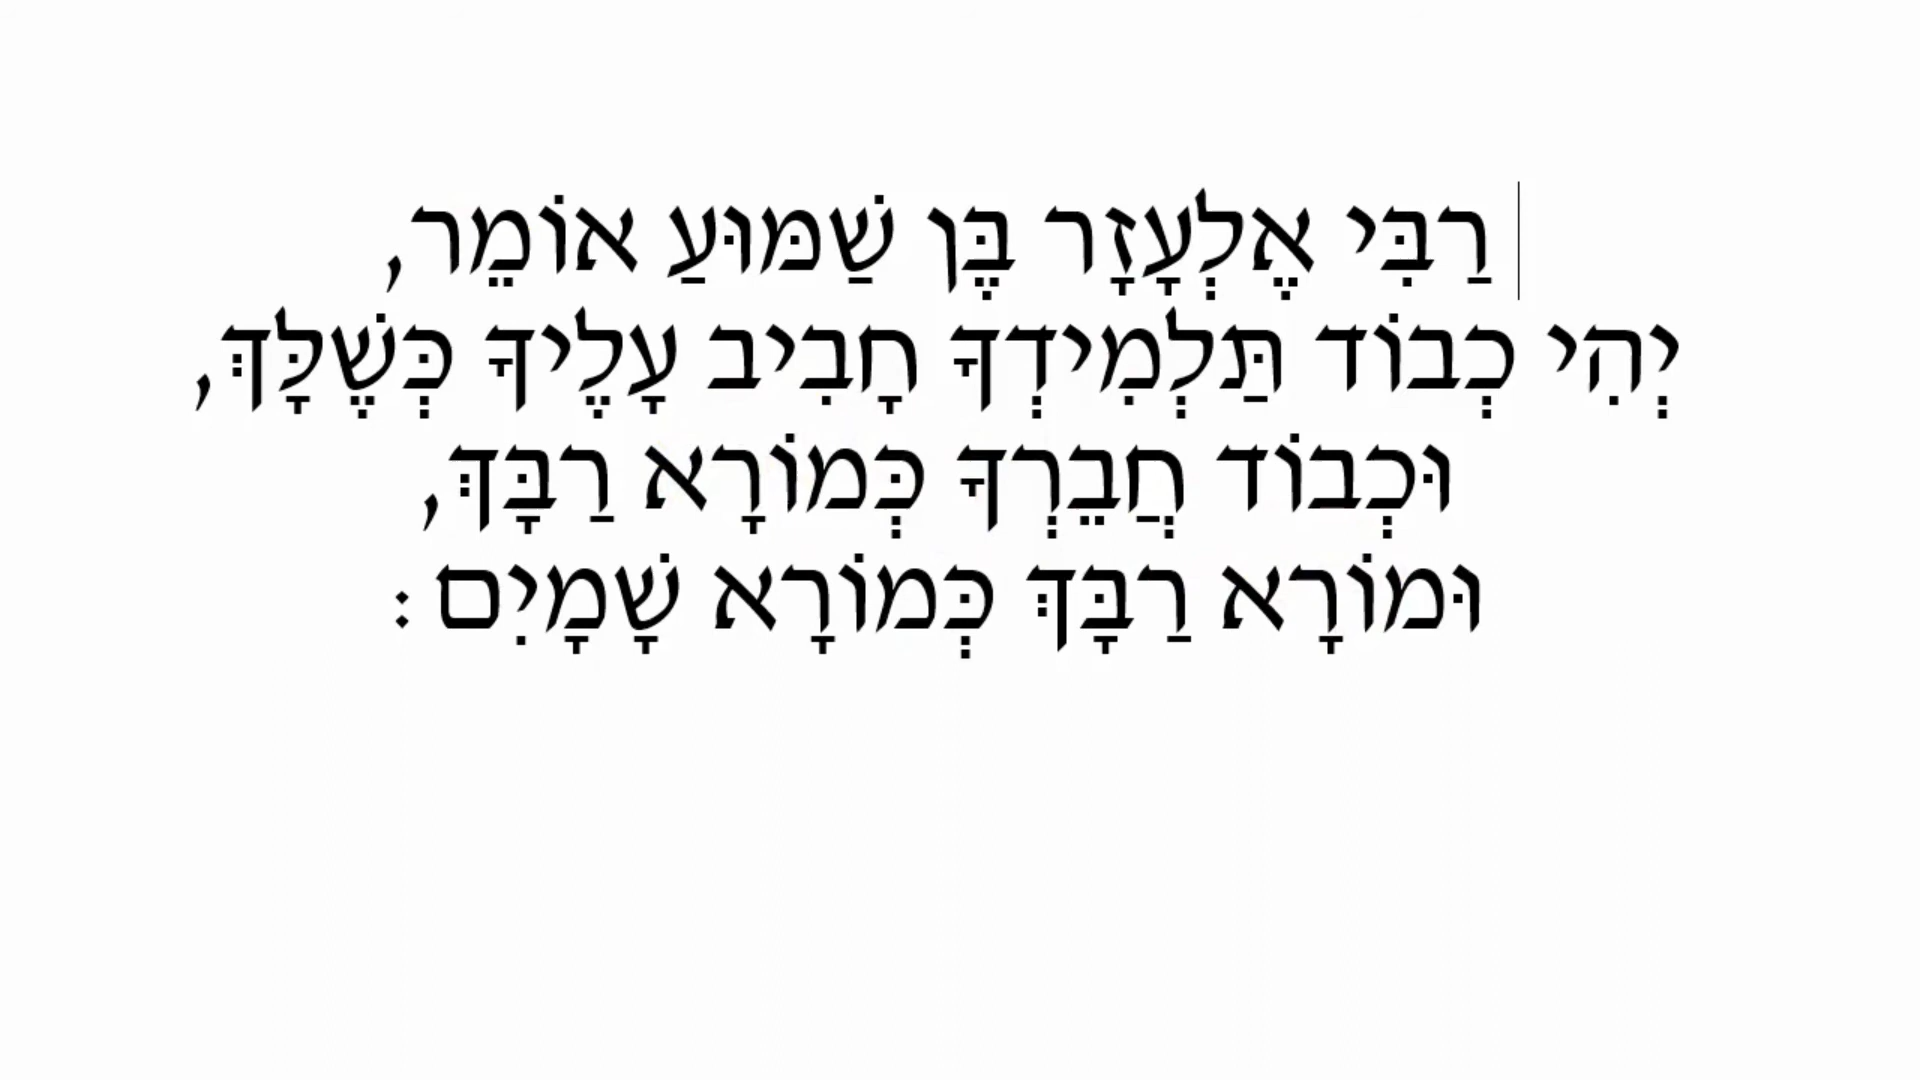 רַבִּי אֶלְעָזָר בֶּן שַׁמּוּעַ אוֹמֵר,
יְהִי כְבוֹד תַּלְמִידְךָ חָבִיב עָלֶיךָ כְּשֶׁלָּךְ,
וּכְבוֹד חֲבֵרְךָ כְּמוֹרָא רַבָּךְ,
וּמוֹרָא רַבָּךְ כְּמוֹרָא שָׁמָיִם :